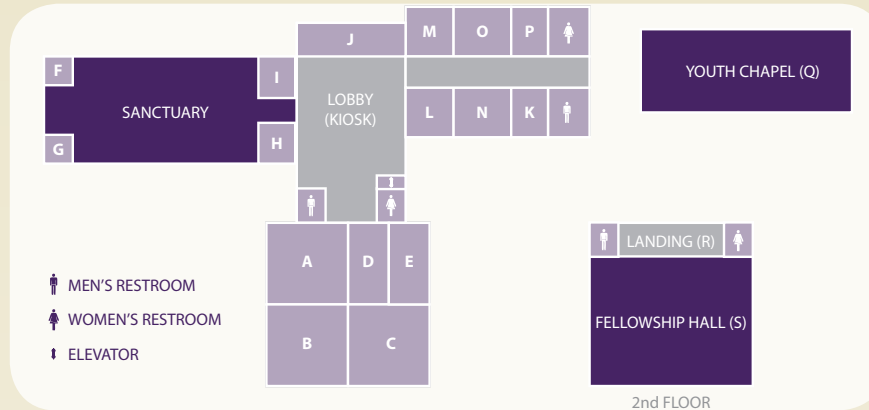 J
M
O
P
F
I
SANCTUARY
LOBBY
(KIOSK)
YOUTH CHAPEL (Q)
L
N
K
G
H
A
D
E
LANDING (R)
B
C
FELLOWSHIP HALL (S)
MEN'S RESTROOM
WOMEN'S RESTROOM
ELEVATOR
2nd FLOOR